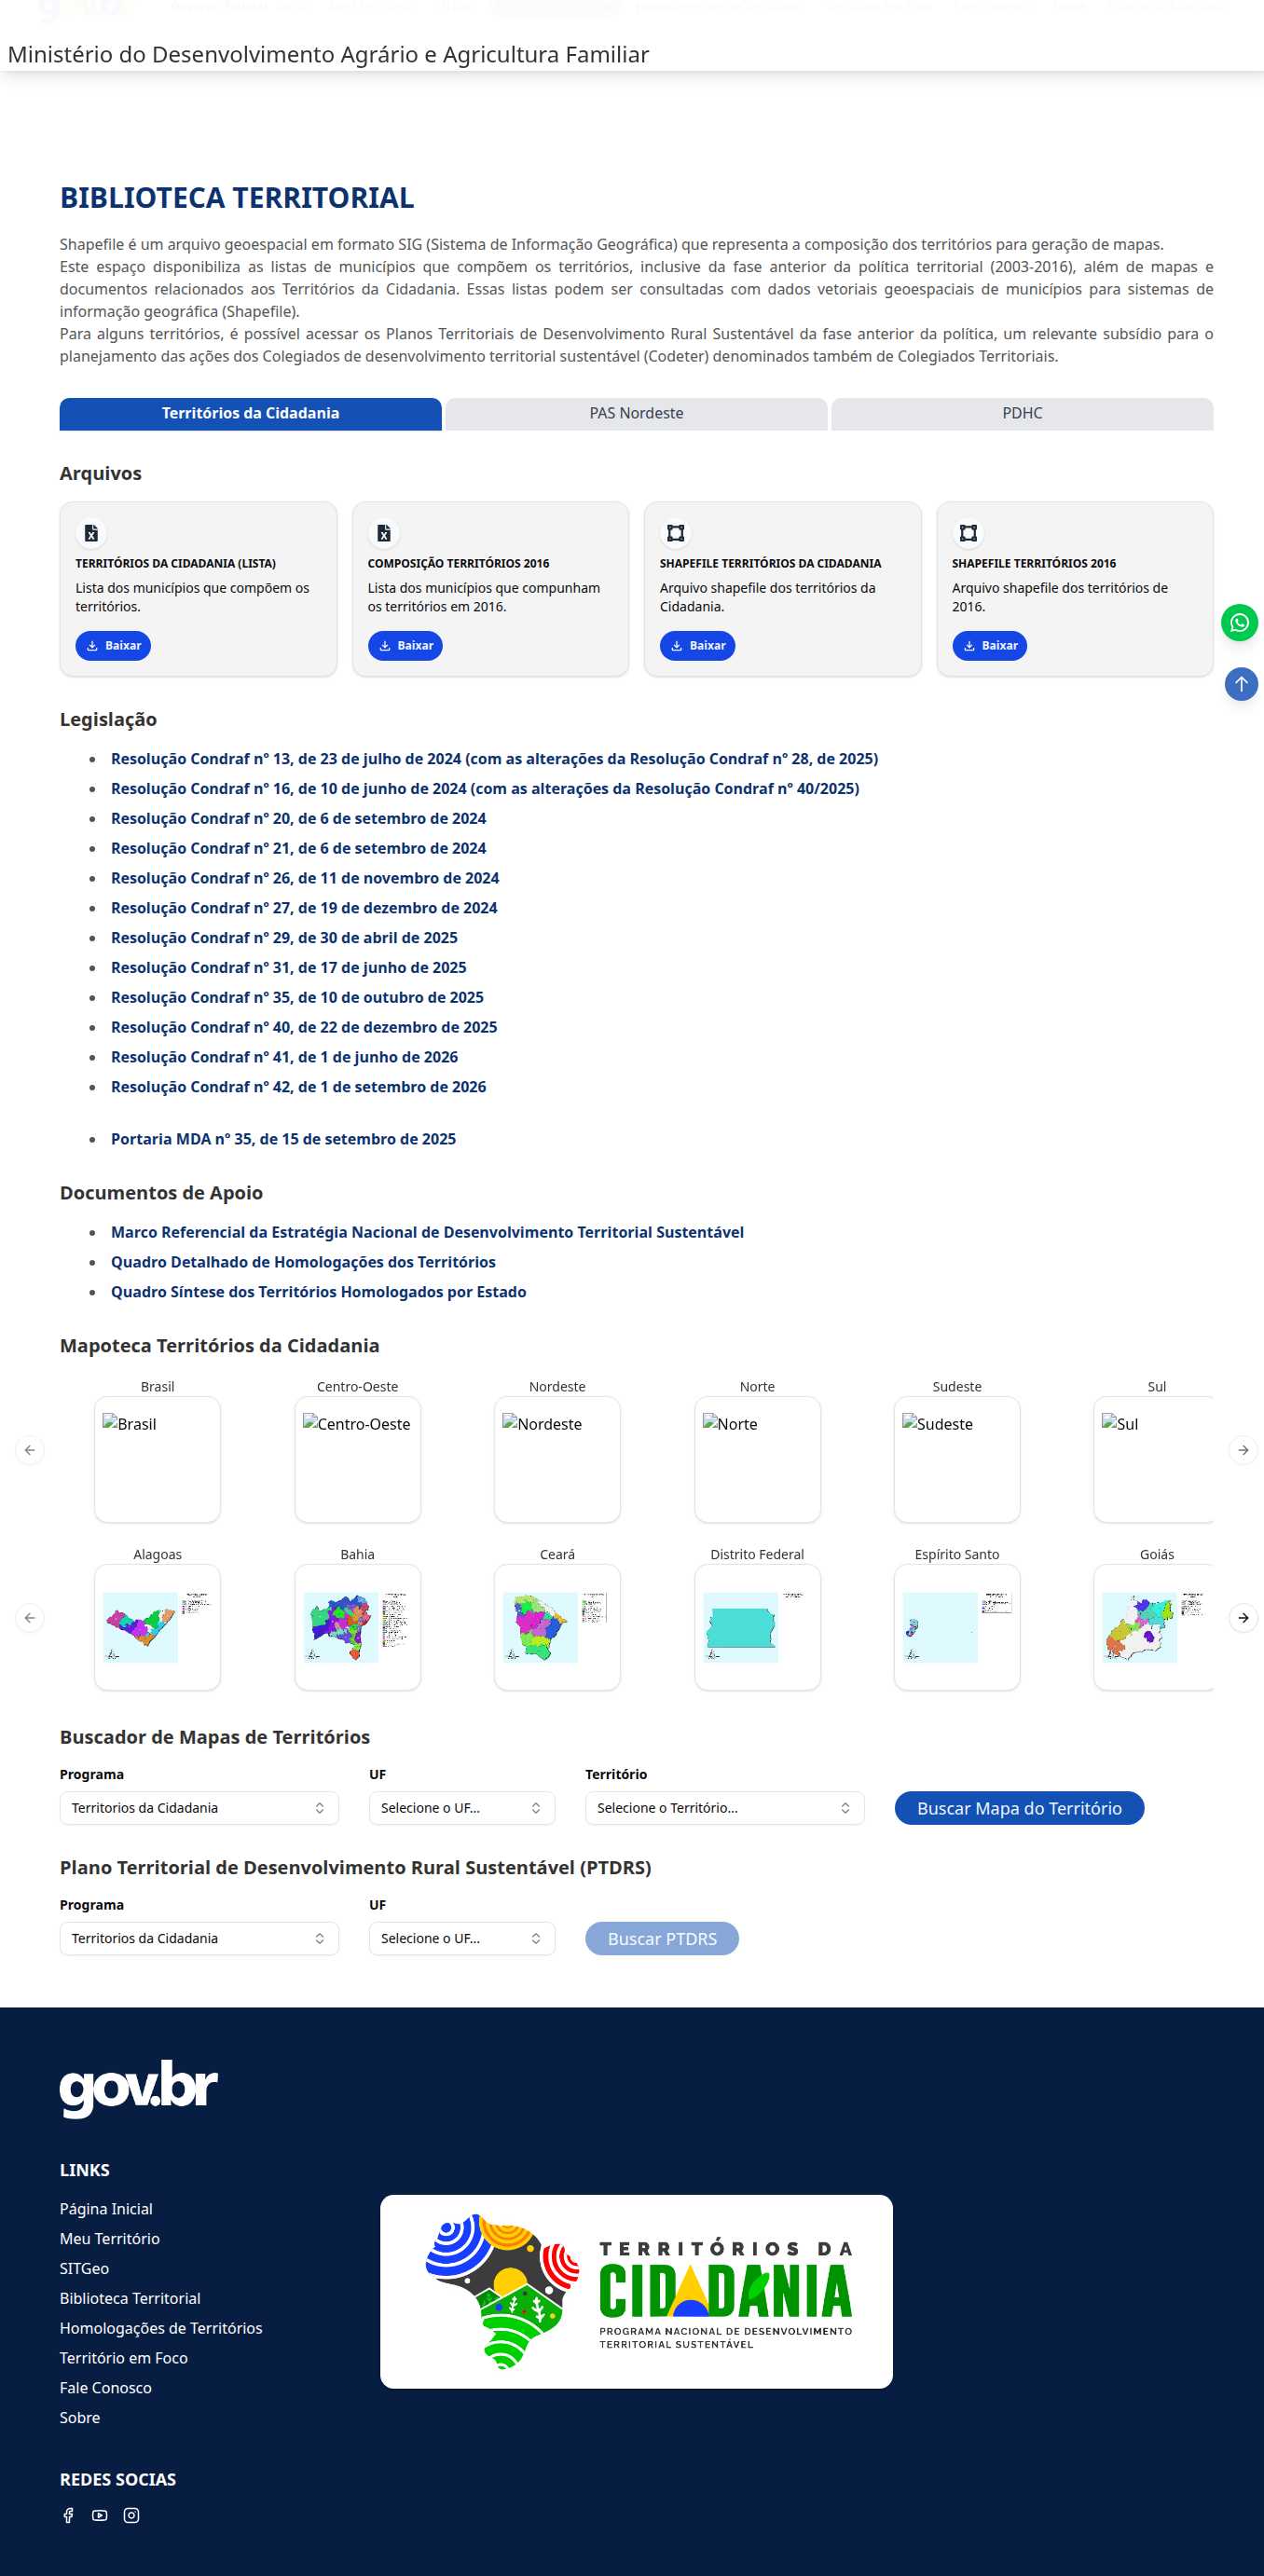 Ministério do Desenvolvimento Agrário e Agricultura Familiar
BIBLIOTECA TERRITORIAL
Shapefile é um arquivo geoespacial em formato SIG (Sistema de Informação Geográfica) que representa a composição dos territórios para geração de mapas.
Este espaço disponibiliza as listas de municípios que compõem os territórios, inclusive da fase anterior da política territorial (2003-2016), além de mapas e
documentos relacionados aos Territórios da Cidadania. Essas listas podem ser consultadas com dados vetoriais geoespaciais de municípios para sistemas de
informação geográfica (Shapefile).
Para alguns territórios, é possível acessar os Planos Territoriais de Desenvolvimento Rural Sustentável da fase anterior da política, um relevante subsídio para o
planejamento das ações dos Colegiados de desenvolvimento territorial sustentável (Codeter) denominados também de Colegiados Territoriais.
Territórios da Cidadania
PAS Nordeste
PDHC
Arquivos
TERRITÓRIOS DA CIDADANIA (LISTA)
Lista dos municípios que compõem os
territórios.
Baixar
COMPOSIÇÃO TERRITÓRIOS 2016
Lista dos municípios que compunham
os territórios em 2016.
Baixar
SHAPEFILE TERRITÓRIOS DA CIDADANIA
Arquivo shapefile dos territórios da
Cidadania.
Baixar
SHAPEFILE TERRITÓRIOS 2016
Arquivo shapefile dos territórios de
2016.
Baixar
Legislação
Resolução Condraf nº 13, de 23 de julho de 2024 (com as alterações da Resolução Condraf nº 28, de 2025)
Resolução Condraf nº 16, de 10 de junho de 2024 (com as alterações da Resolução Condraf nº 40/2025)
Resolução Condraf nº 20, de 6 de setembro de 2024
Resolução Condraf nº 21, de 6 de setembro de 2024
Resolução Condraf nº 26, de 11 de novembro de 2024
Resolução Condraf nº 27, de 19 de dezembro de 2024
Resolução Condraf nº 29, de 30 de abril de 2025
Resolução Condraf nº 31, de 17 de junho de 2025
Resolução Condraf nº 35, de 10 de outubro de 2025
Resolução Condraf nº 40, de 22 de dezembro de 2025
Resolução Condraf nº 41, de 1 de junho de 2026
Resolução Condraf nº 42, de 1 de setembro de 2026
Portaria MDA nº 35, de 15 de setembro de 2025
Documentos de Apoio
Marco Referencial da Estratégia Nacional de Desenvolvimento Territorial Sustentável
Quadro Detalhado de Homologações dos Territórios
Quadro Síntese dos Territórios Homologados por Estado
Mapoteca Territórios da Cidadania
Brasil
Centro-Oeste
Nordeste
Norte
Sudeste
Sul
Brasil
Centro-Oeste
Nordeste
Norte
Sudeste
Sul
Alagoas
Bahia
Ceará
Distrito Federal
Espírito Santo
Goiás
Buscador de Mapas de Territórios
Programa
UF
Território
Territorios da Cidadania
Selecione o UF...
Selecione o Território...
Buscar Mapa do Território
Plano Territorial de Desenvolvimento Rural Sustentável (PTDRS)
Programa
UF
Territorios da Cidadania
Selecione o UF...
Buscar PTDRS
gov.br
LINKS
Página Inicial
Meu Território
SITGeo
Biblioteca Territorial
Homologações de Territórios
Território em Foco
Fale Conosco
Sobre
TERRITÓRIOS DA
CIDADANIA
PROGRAMA NACIONAL DE DESENVOLVIMENTO
TERRITORIAL SUSTENTÁVEL
REDES SOCIAS